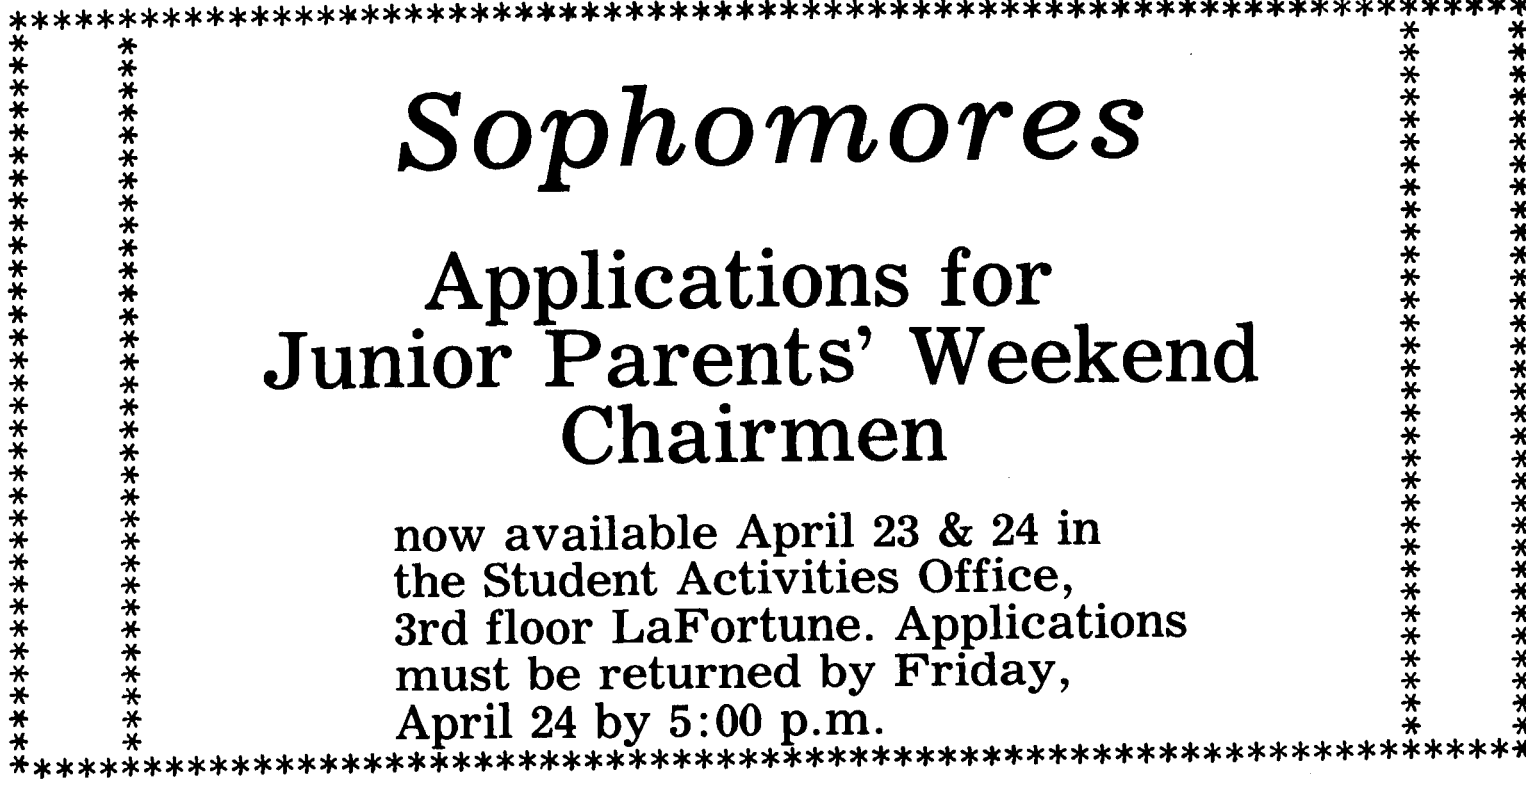 Sophomores
Applications for
Junior Parents' Weekend
Chairmen
now available April 23 & 24 in
the Student Activities Office,
3rd floor LaFortune. Applications
must be returned by Friday,
April 24 by 5:00 p.m.